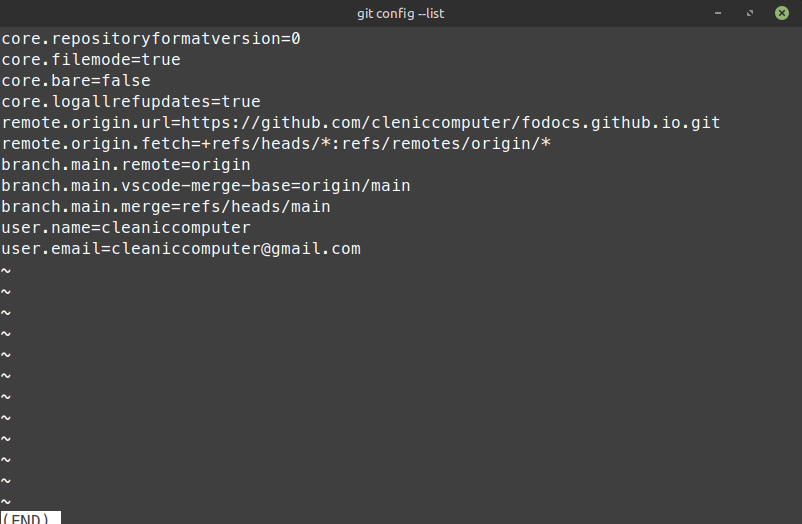 git config --list
core.repositoryformatversion=0
core.filemode=true
core.bare=false
core.logallrefupdates=true
remote.origin.url=https://github.com/cleniccomputer/fodocs.github.io.git
remote.origin.fetch=+refs/heads/*:refs/remotes/origin/*
branch.main.remote=origin
branch.main.vscode-merge-base=origin/main
branch.main.merge=refs/heads/main
user.name=cleaniccomputer
user.email=cleaniccomputer@gmail.com
~
~
~
~
~
~
~
~
~
~
~
~
(END)